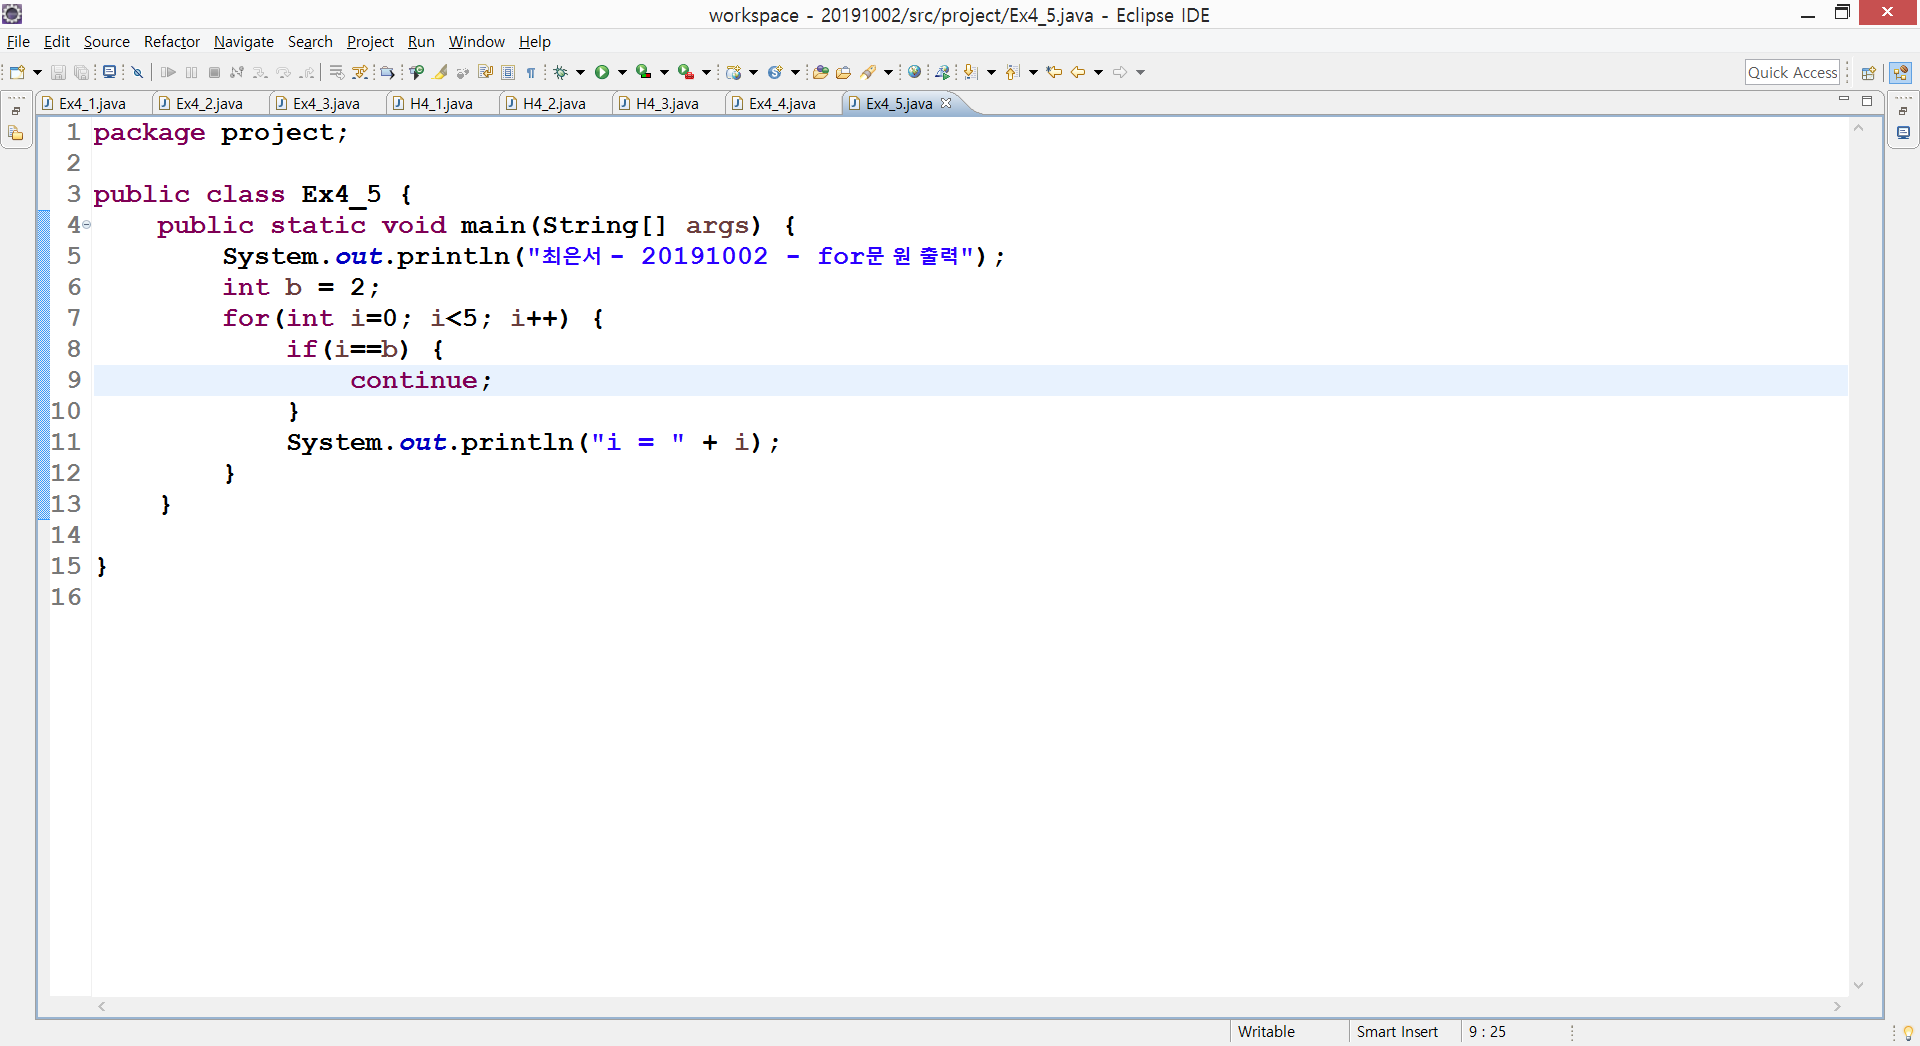 workspace - 20191002/src/project/Ex4_5.java - Eclipse IDE
File Edit Source Refactor Navigate Search Project Run Window Help
Quick Access
Ex4_1.java Ex4_2.java Ex4_3.java H4_1.java H4_2.java H4_3.java Ex4_4.java Ex4_5.java
1 package project;
2
3 public class Ex4_5 {
4 public static void main(String[] args) {
5 System.out.println("최은서 - 20191002 - for문 원 출력");
6 int b = 2;
7 for(int i=0; i<5; i++) {
8 if(i==b) {
9 continue;
10 }
11 System.out.println("i = " + i);
12 }
13 }
14
15 }
16
Writable Smart Insert 9 : 25